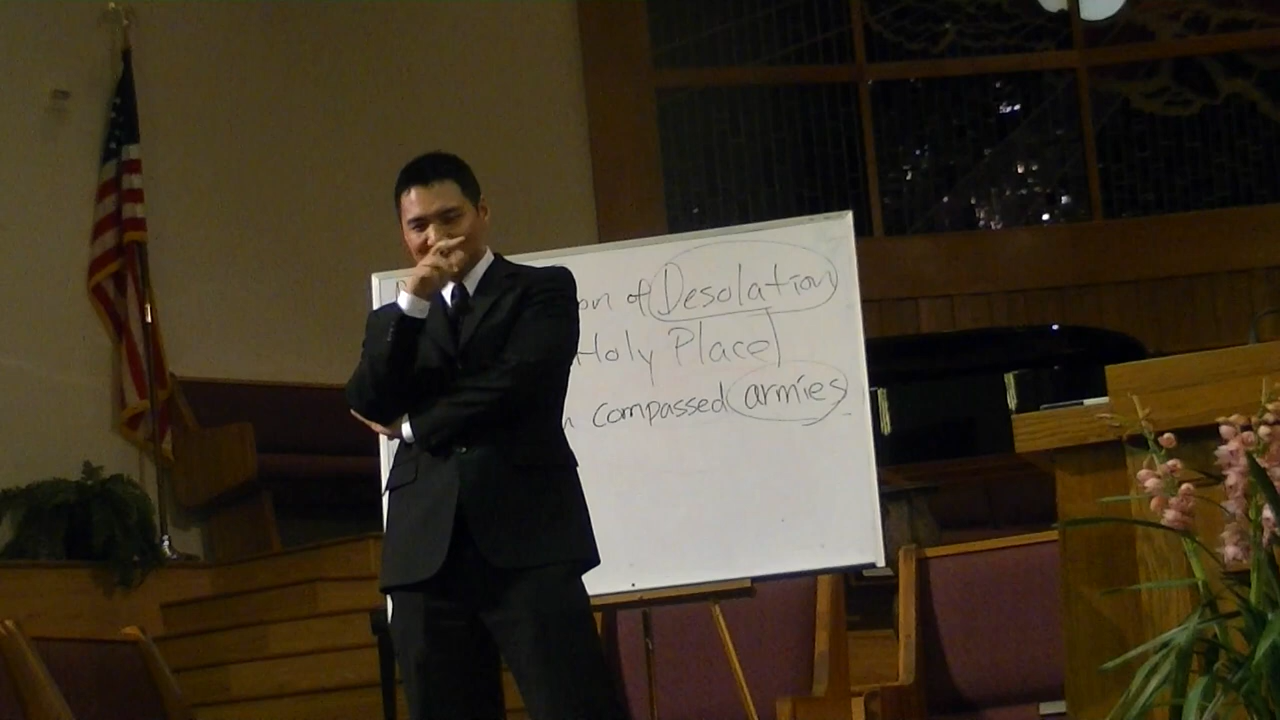 on of Desolation
Holy Place
compassed armies